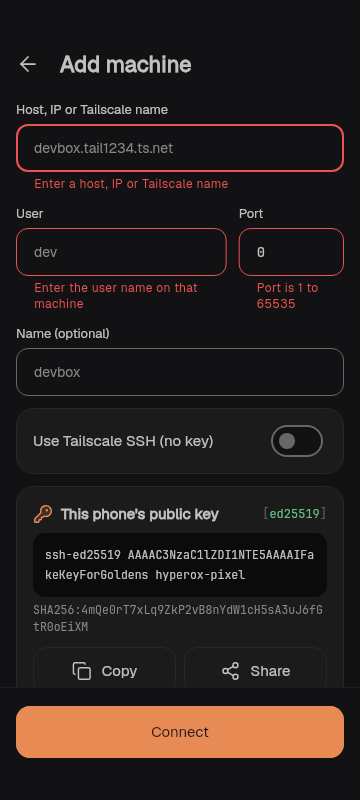 Add machine
Host, IP or Tailscale name
devbox.tail1234.ts.net
Enter a host, IP or Tailscale name
User
Port
dev
0
Enter the user name on that
machine
Port is 1 to
65535
Name (optional)
devbox
Use Tailscale SSH (no key)
This phone's public key
[ed25519]
ssh-ed25519 AAAAC3NzaC1lZDI1NTE5AAAAIFa
keKeyForGoldens hyperox-pixel
SHA256:4mQe0rT7xLq9ZkP2vB8nYdW1cH5sA3uJ6fG
tR0oEiXM
Copy
Share
Connect